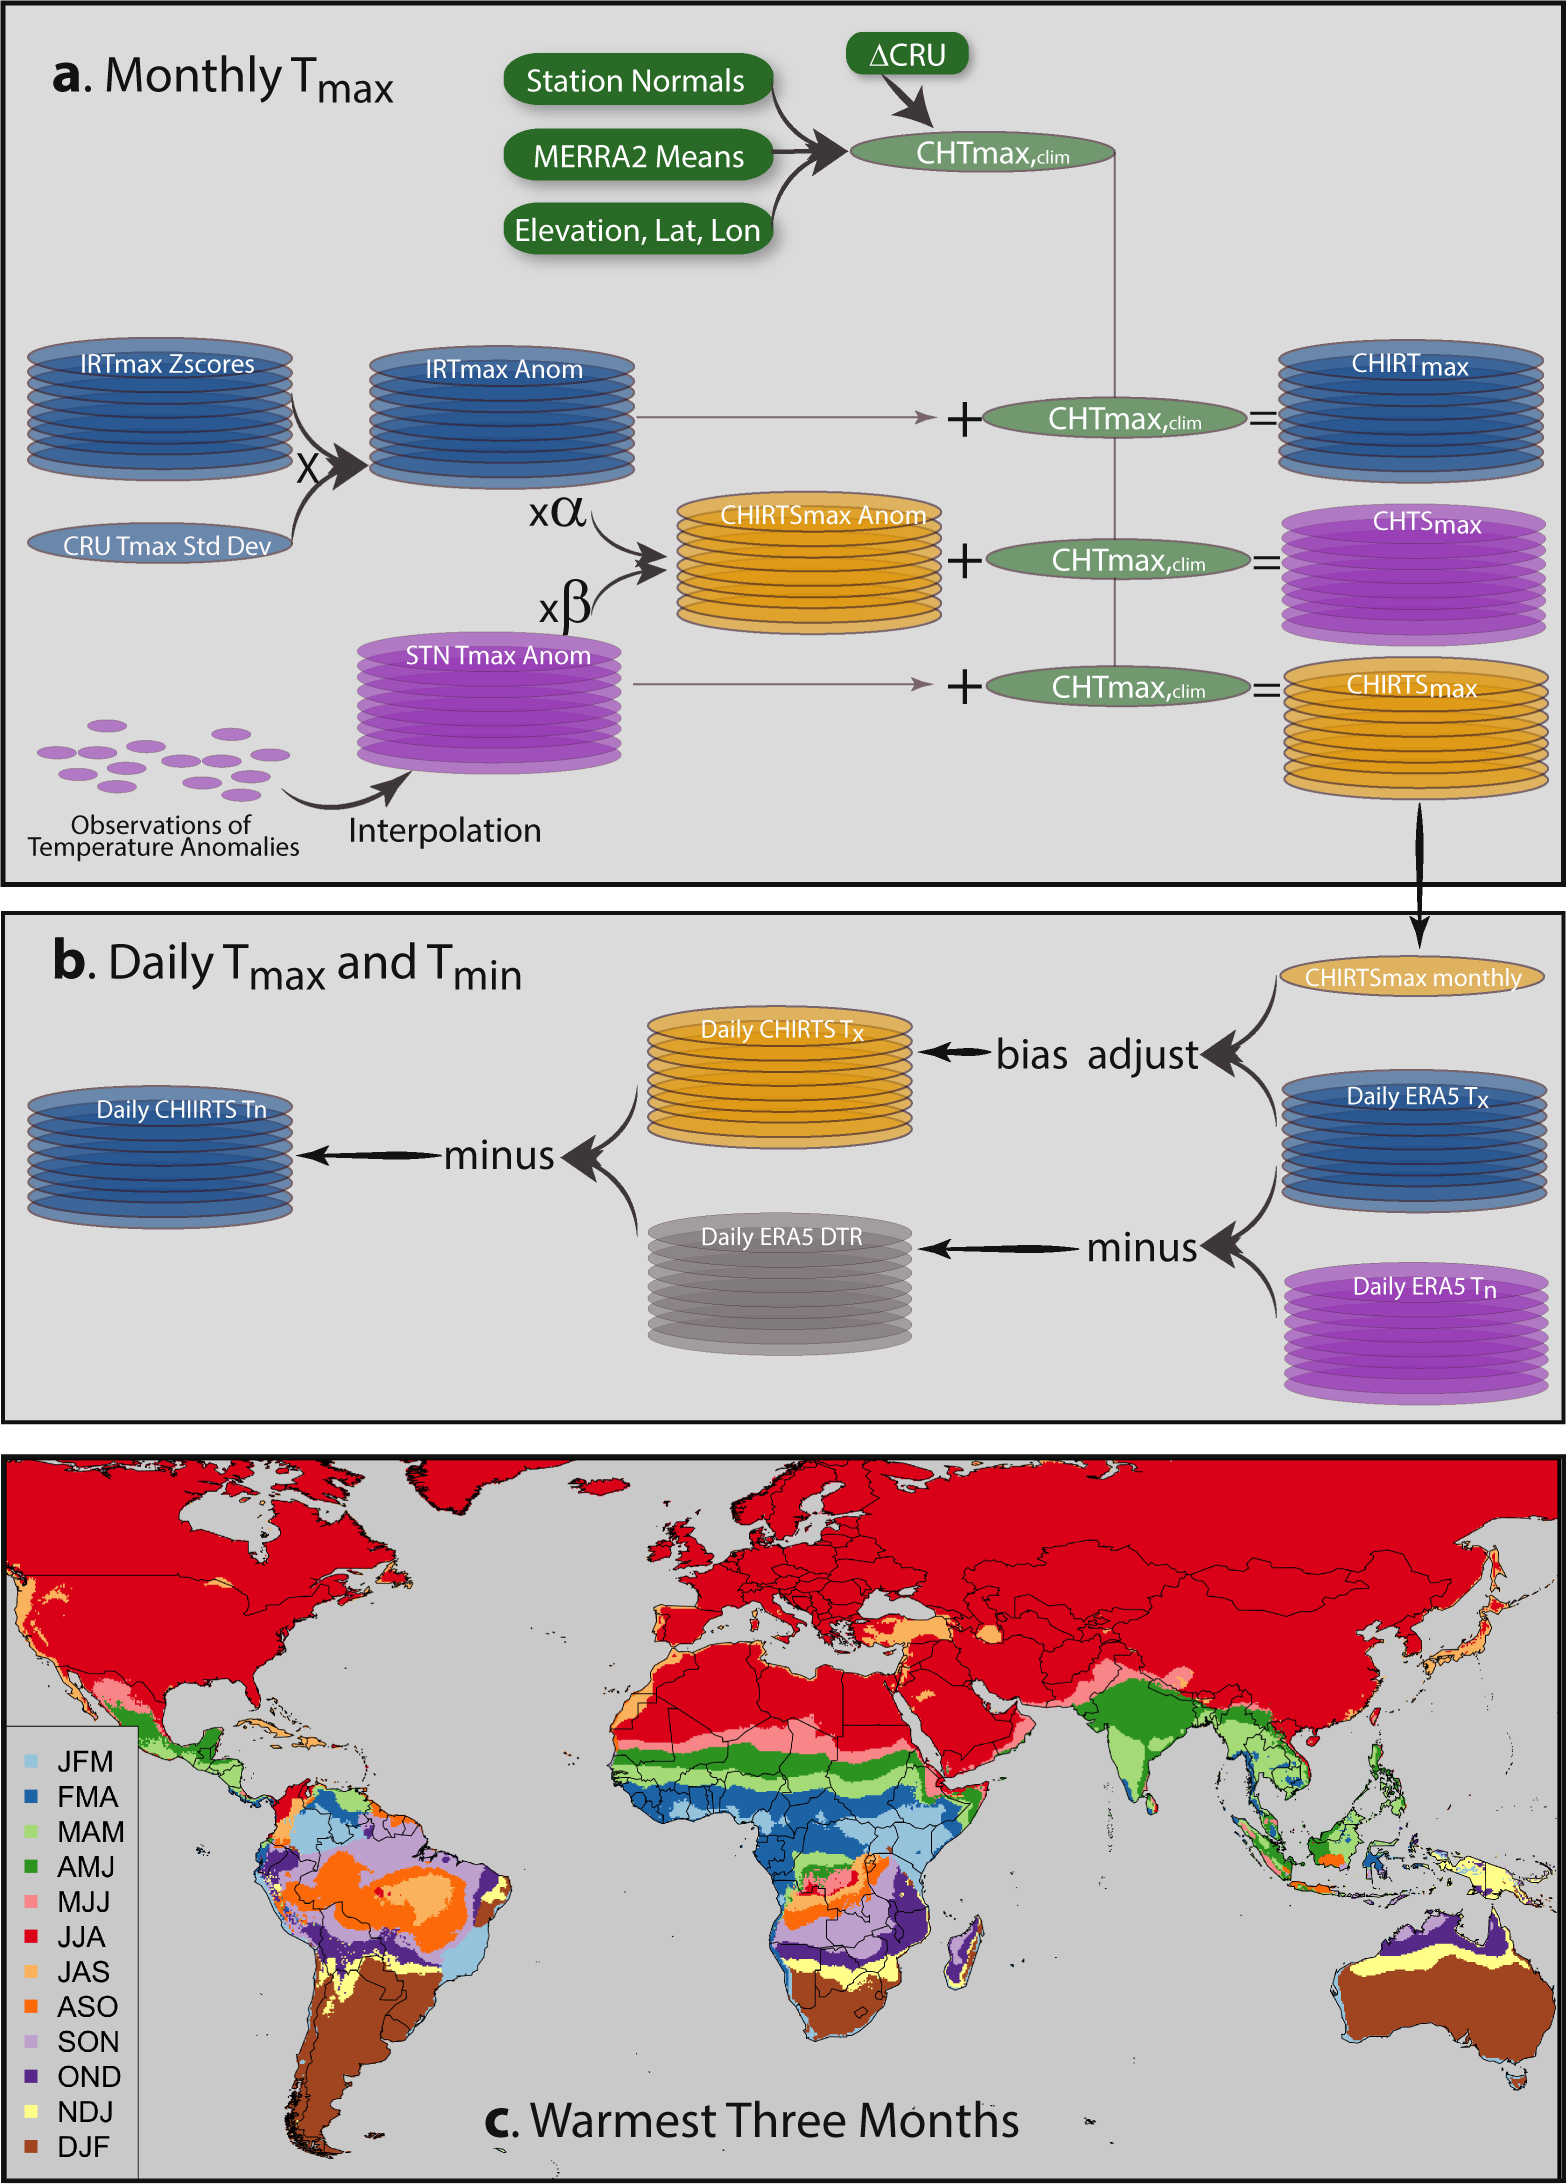 a. Monthly Tmax
Station Normals
MERRA2 Means
Elevation, Lat, Lon
ΔCRU
CHTmax,clim
IRTmax Zscores
X
CRU Tmax Std Dev
IRTmax Anom
+ CHTmax,clim =
CHIRTmax
xα
xβ
CHIRTSmax Anom
+ CHTmax,clim =
CHTSmax
STN Tmax Anom
+ CHTmax,clim =
CHIRTSmax
Observations of
Temperature Anomalies
Interpolation
b. Daily Tmax and Tmin
CHIRTSmax monthly
Daily CHIRTS Tx
bias adjust
Daily ERA5 Tx
Daily CHIIRTS Tn
minus
Daily ERA5 DTR
minus
Daily ERA5 Tn
JFM
FMA
MAM
AMJ
MJJ
JJA
JAS
ASO
SON
OND
NDJ
DJF
c. Warmest Three Months